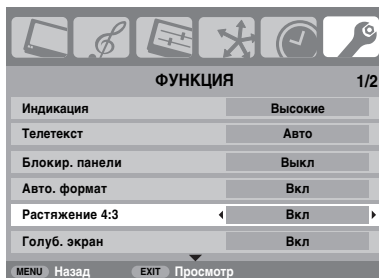 ФУНКЦИЯ 1/2
Индикация Высокие
Телетекст Авто
Блокир. панели Выкл
Авто. формат Вкл
Растяжение 4:3 Вкл
Голуб. экран Вкл
MENU Назад EXIT Просмотр